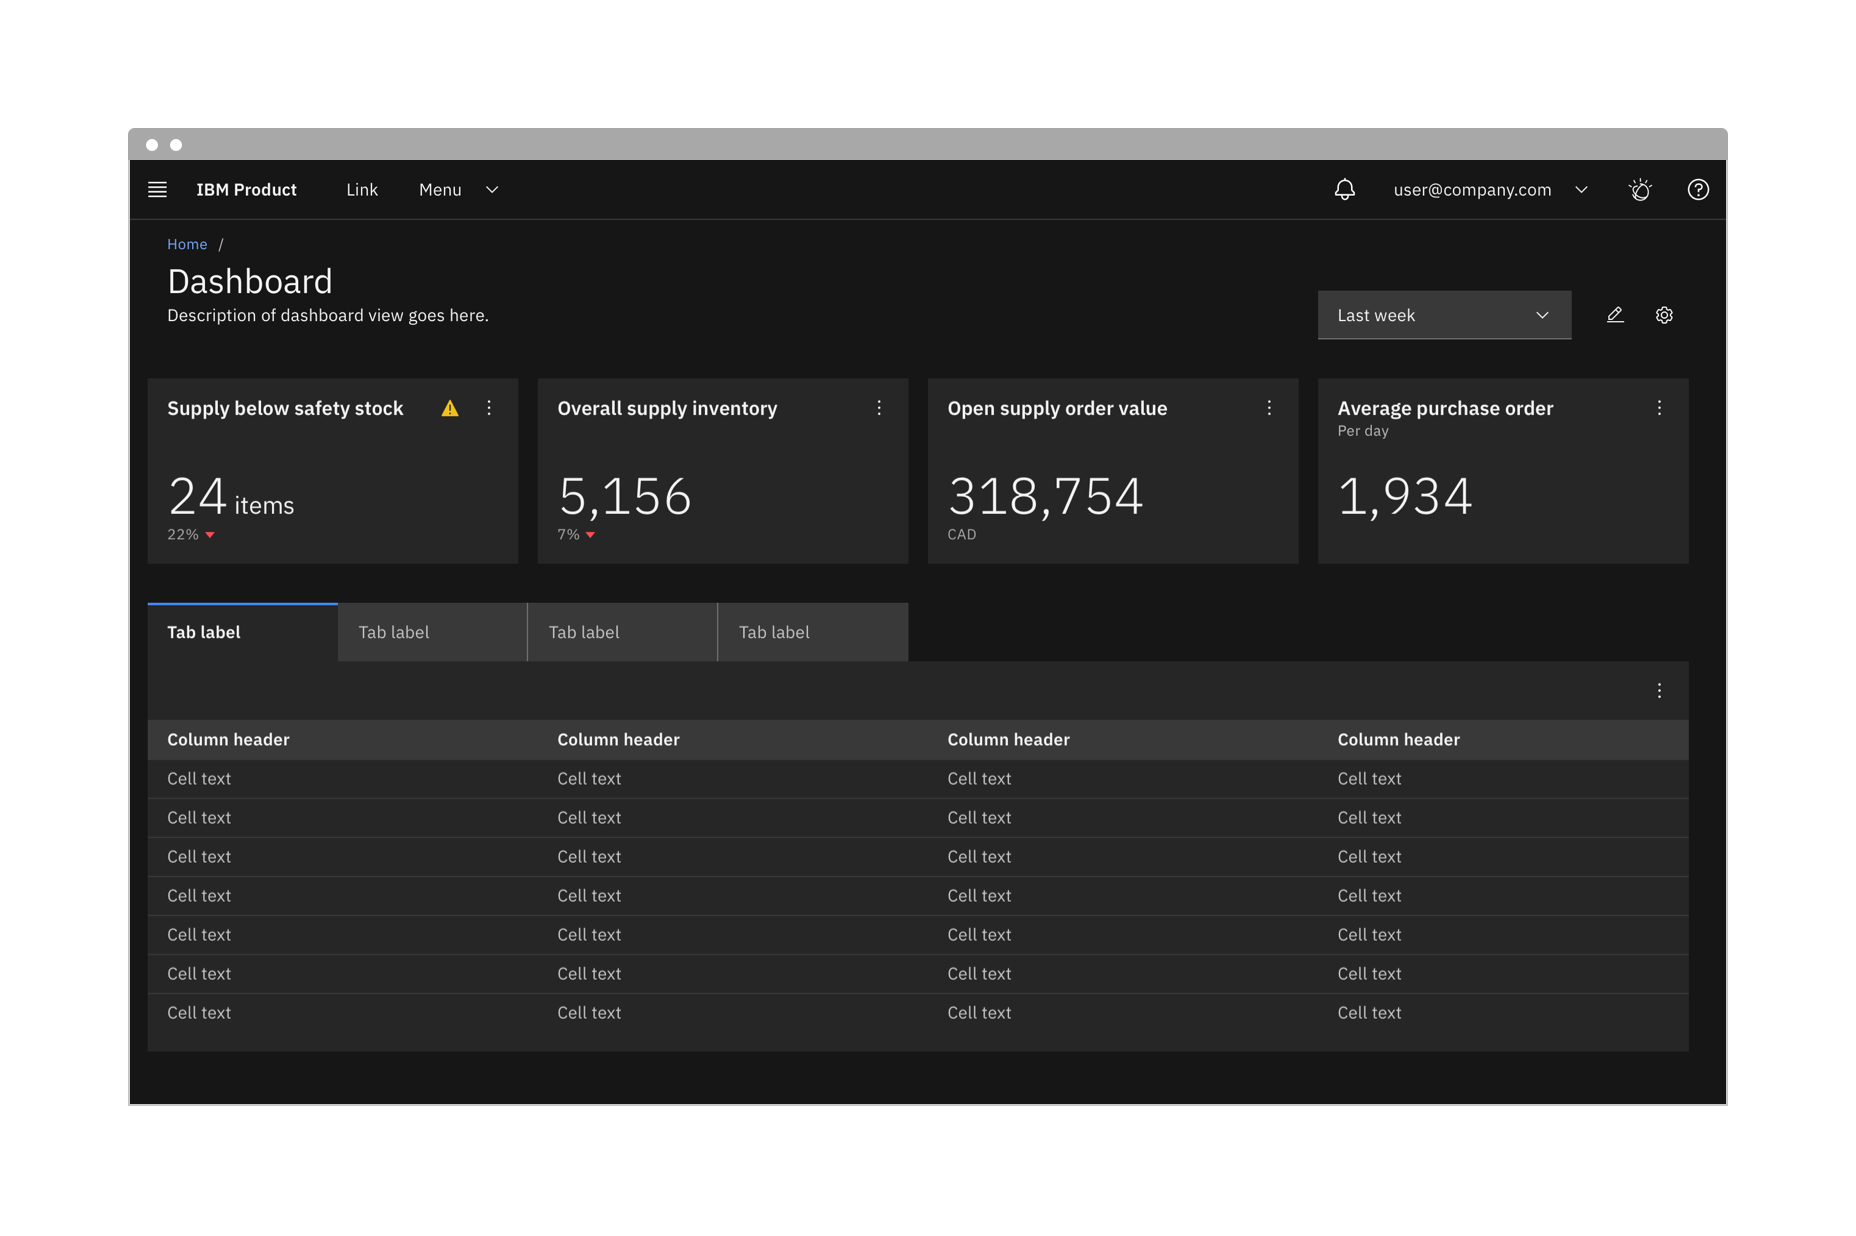 IBM Product Link Menu user@company.com
Home /
Dashboard
Description of dashboard view goes here.
Last week
Supply below safety stock
24 items
22%
Overall supply inventory
5,156
7%
Open supply order value
318,754
CAD
Average purchase order
Per day
1,934
Tab label Tab label Tab label Tab label
Column header Column header Column header Column header
Cell text Cell text Cell text Cell text
Cell text Cell text Cell text Cell text
Cell text Cell text Cell text Cell text
Cell text Cell text Cell text Cell text
Cell text Cell text Cell text Cell text
Cell text Cell text Cell text Cell text
Cell text Cell text Cell text Cell text